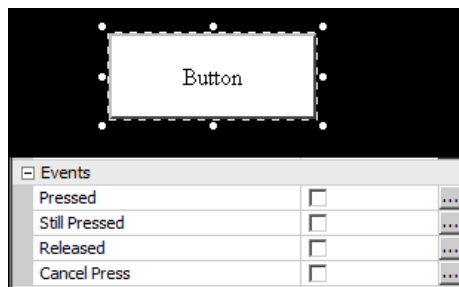 Button
Events
Pressed
...
Still Pressed
...
Released
...
Cancel Press
...